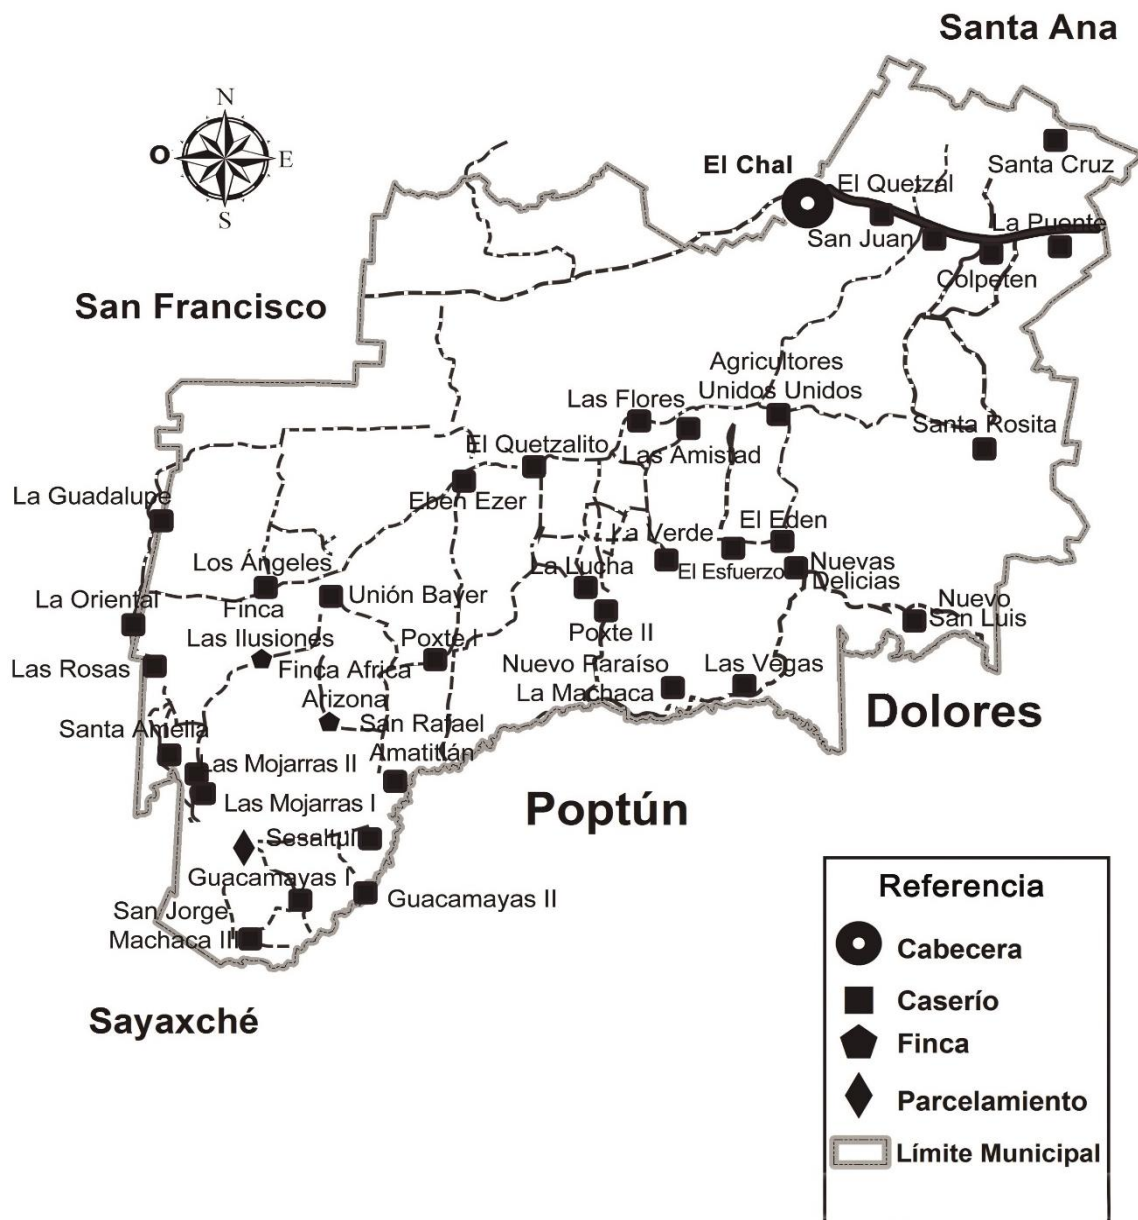 Santa Ana
N
O
E
S
El Chal
El Quetzal
Santa Cruz
La Puente
San Juan
Colpeten
San Francisco
Agricultores
Unidos Unidos
Las Flores
Santa Rosita
El Quetzalito
Las Amistad
La Guadalupe
Eben Ezer
La Verde
El Eden
Los Ángeles
La Lucha
El Esfuerzo
Nuevas
Delicias
La Oriental
Finca
Las Ilusiones
Unión Bayer
Poxte I
Poxte II
Nuevo
San Luis
Las Rosas
Finca Africa
Arizona
Nuevo Paraíso
La Machaca
Las Vegas
Santa Amelia
San Rafael
Amatitlán
Dolores
Las Mojarras II
Las Mojarras I
Poptún
Sesaltul
Guacamayas I
Guacamayas II
San Jorge
Machaca III
Sayaxché
Referencia
Cabecera
Caserío
Finca
Parcelamiento
Límite Municipal